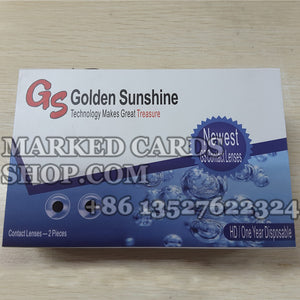 GS Golden Sunshine
Technology Makes Great Treasure
Newest
GS Contact Lenses
MARKED CARDS
SHOP.COM
+86 13527622324
Contact Lenses — 2 Pieces
HD / One Year Disposable